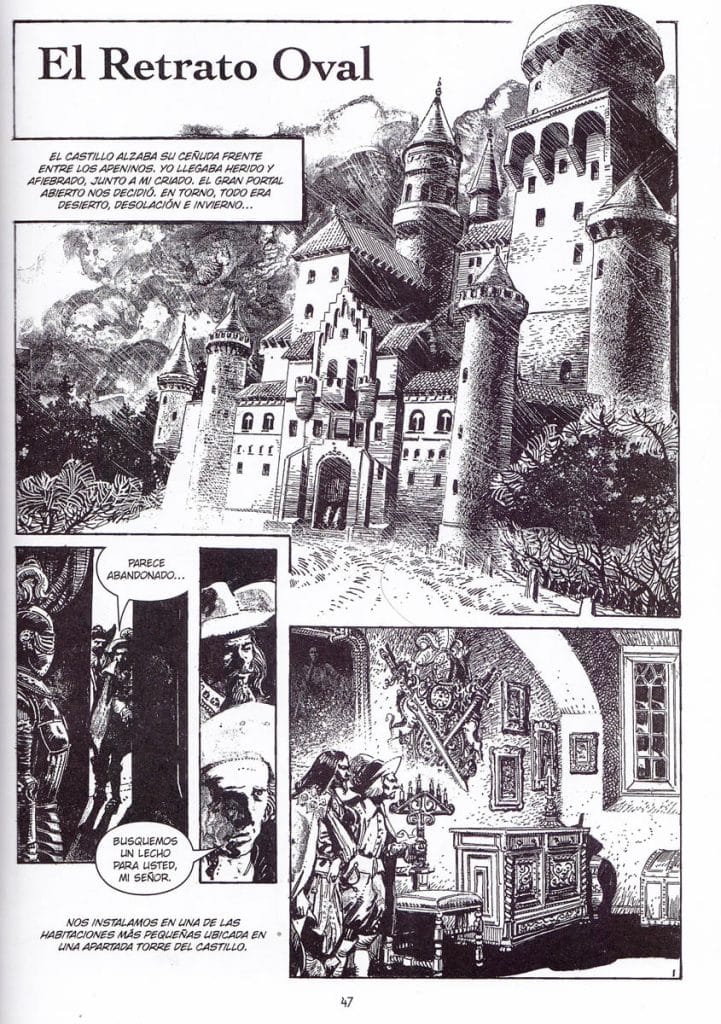 El Retrato Oval
EL CASTILLO ALZABA SU CEÑUDA FRENTE
ENTRE LOS APENINOS. YO LLEGABA HERIDO Y
AFIEBRADO, JUNTO A MI CRIADO. EL GRAN PORTAL
ABIERTO NOS DECIDIÓ. EN TORNO, TODO ERA
DESIERTO, DESOLACIÓN E INVIERNO...
PARECE
ABANDONADO...
BUSQUEMOS
UN LECHO
PARA USTED,
MI SEÑOR.
NOS INSTALAMOS EN UNA DE LAS
HABITACIONES MÁS PEQUEÑAS UBICADA EN
UNA APARTADA TORRE DEL CASTILLO.
1
47